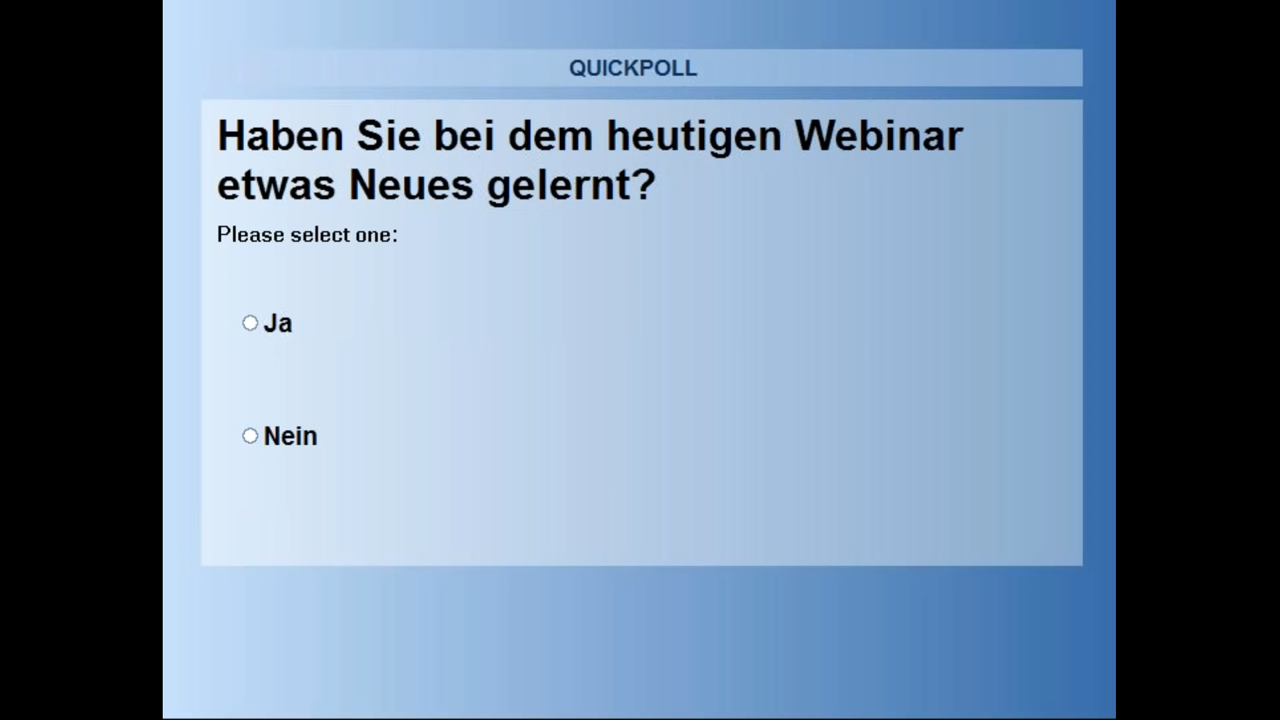 QUICKPOLL
Haben Sie bei dem heutigen Webinar
etwas Neues gelernt?
Please select one:
Ja
Nein